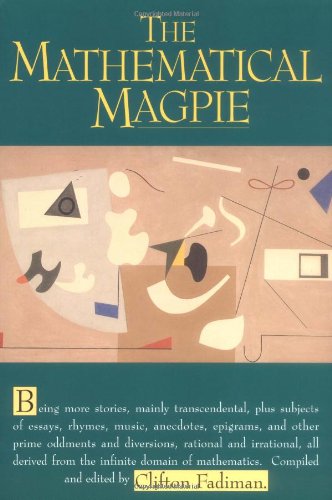 THE
MATHEMATICAL
MAGPIE
Being more stories, mainly transcendental, plus subjects
of essays, rhymes, music, anecdotes, epigrams, and other
prime oddments and diversions, rational and irrational, all
derived from the infinite domain of mathematics. Compiled
and edited by Clifton Fadiman.